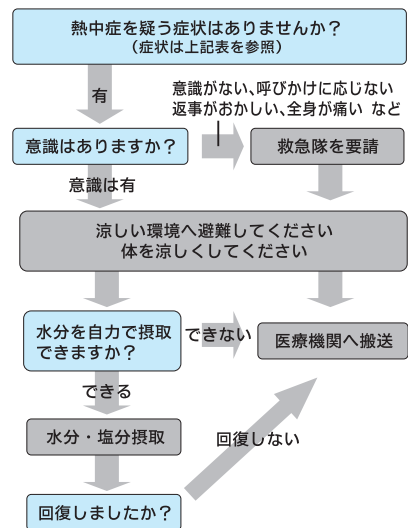 熱中症を疑う症状はありませんか？
（症状は上記表を参照）
有
意識がない、呼びかけに応じない
返事がおかしい、全身が痛い など
意識はありますか？
救急隊を要請
意識は有
涼しい環境へ避難してください
体を涼しくしてください
水分を自力で摂取
できますか？
できない
医療機関へ搬送
できる
水分・塩分摂取
回復しない
回復しましたか？